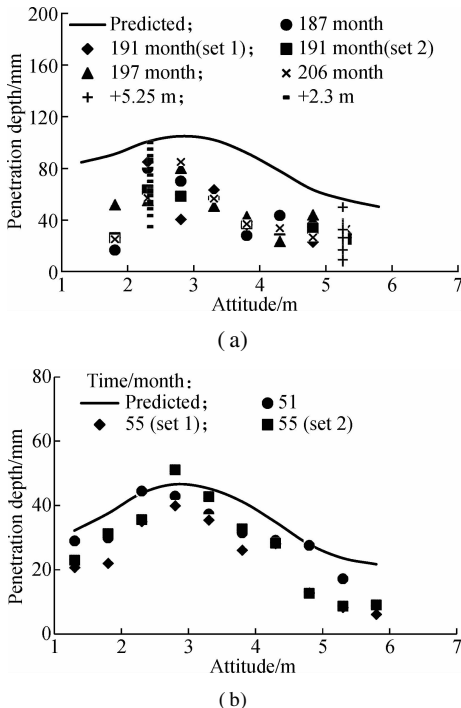 200
Predicted; 187 month
191 month(set 1) 191 month(set 2)
160
197 month; 206 month
+5.25 m; +2.3 m
120
80
40
0
Penetration depth/mm
1 2 3 4 5 6 7
Attitude/m
(a)
80
Time/month:
Predicted; 51
55 (set 1); 55 (set 2)
60
40
20
0
Penetration depth/mm
1 2 3 4 5 6 7
Attitude/m
(b)